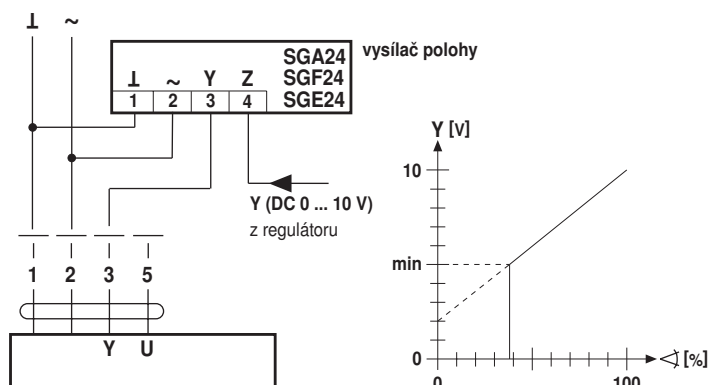 ⊥ ~
SGA24
SGF24
SGE24
vysílač polohy
⊥ ~ Y Z
1 2 3 4
Y (DC 0 ... 10 V)
z regulátoru
1 2 3 5
Y U
Y [V]
10
min
0
0 100
[%]